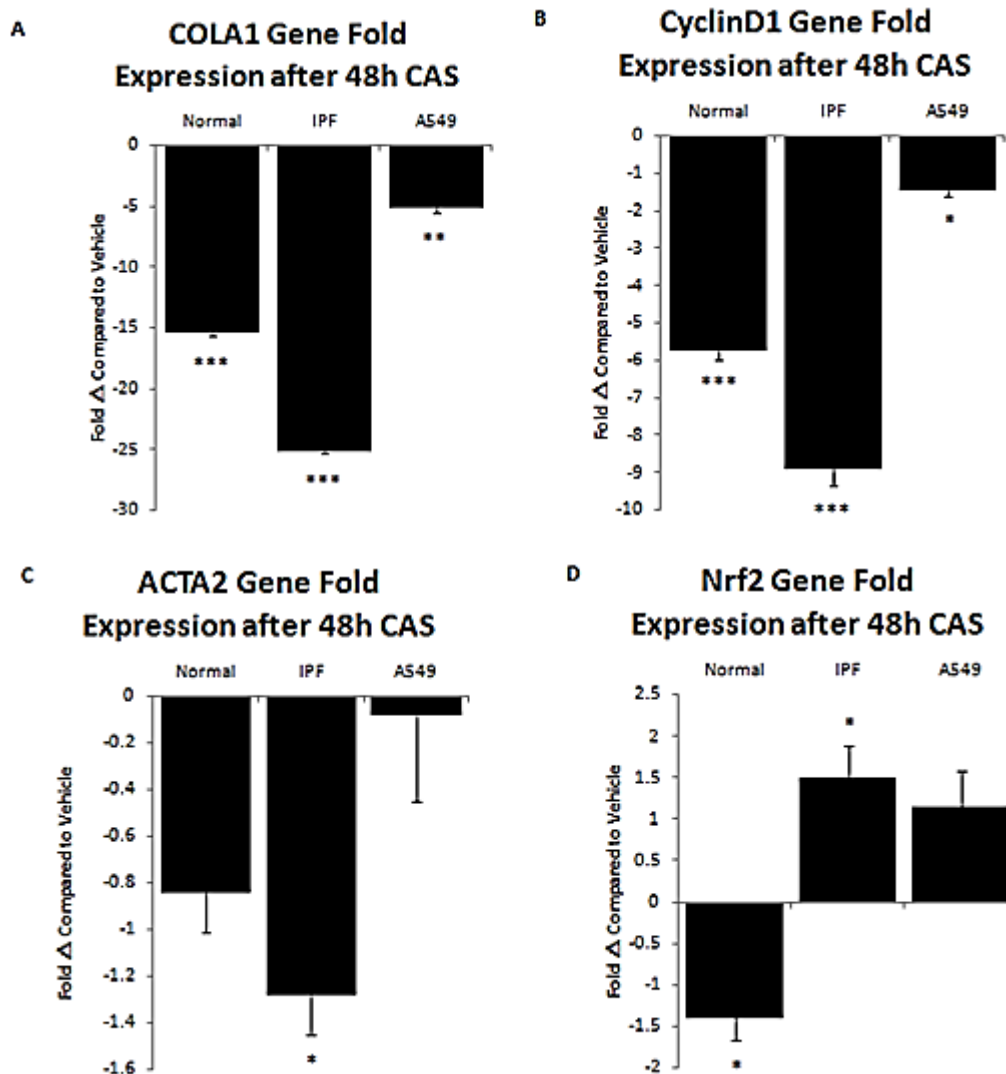 A
COLA1 Gene Fold
Expression after 48h CAS
Normal IPF A549
Fold Δ Compared to Vehicle
0
-5
-10
-15
-20
-25
-30
***
***
**
B
CyclinD1 Gene Fold
Expression after 48h CAS
Normal IPF A549
Fold Δ Compared to Vehicle
0
-1
-2
-3
-4
-5
-6
-7
-8
-9
-10
***
***
*
C
ACTA2 Gene Fold
Expression after 48h CAS
Normal IPF A549
Fold Δ Compared to Vehicle
0
-0.2
-0.4
-0.6
-0.8
-1
-1.2
-1.4
-1.6
*
D
Nrf2 Gene Fold
Expression after 48h CAS
Normal IPF A549
Fold Δ Compared to Vehicle
2.5
2
1.5
1
0.5
0
-0.5
-1
-1.5
-2
*
*